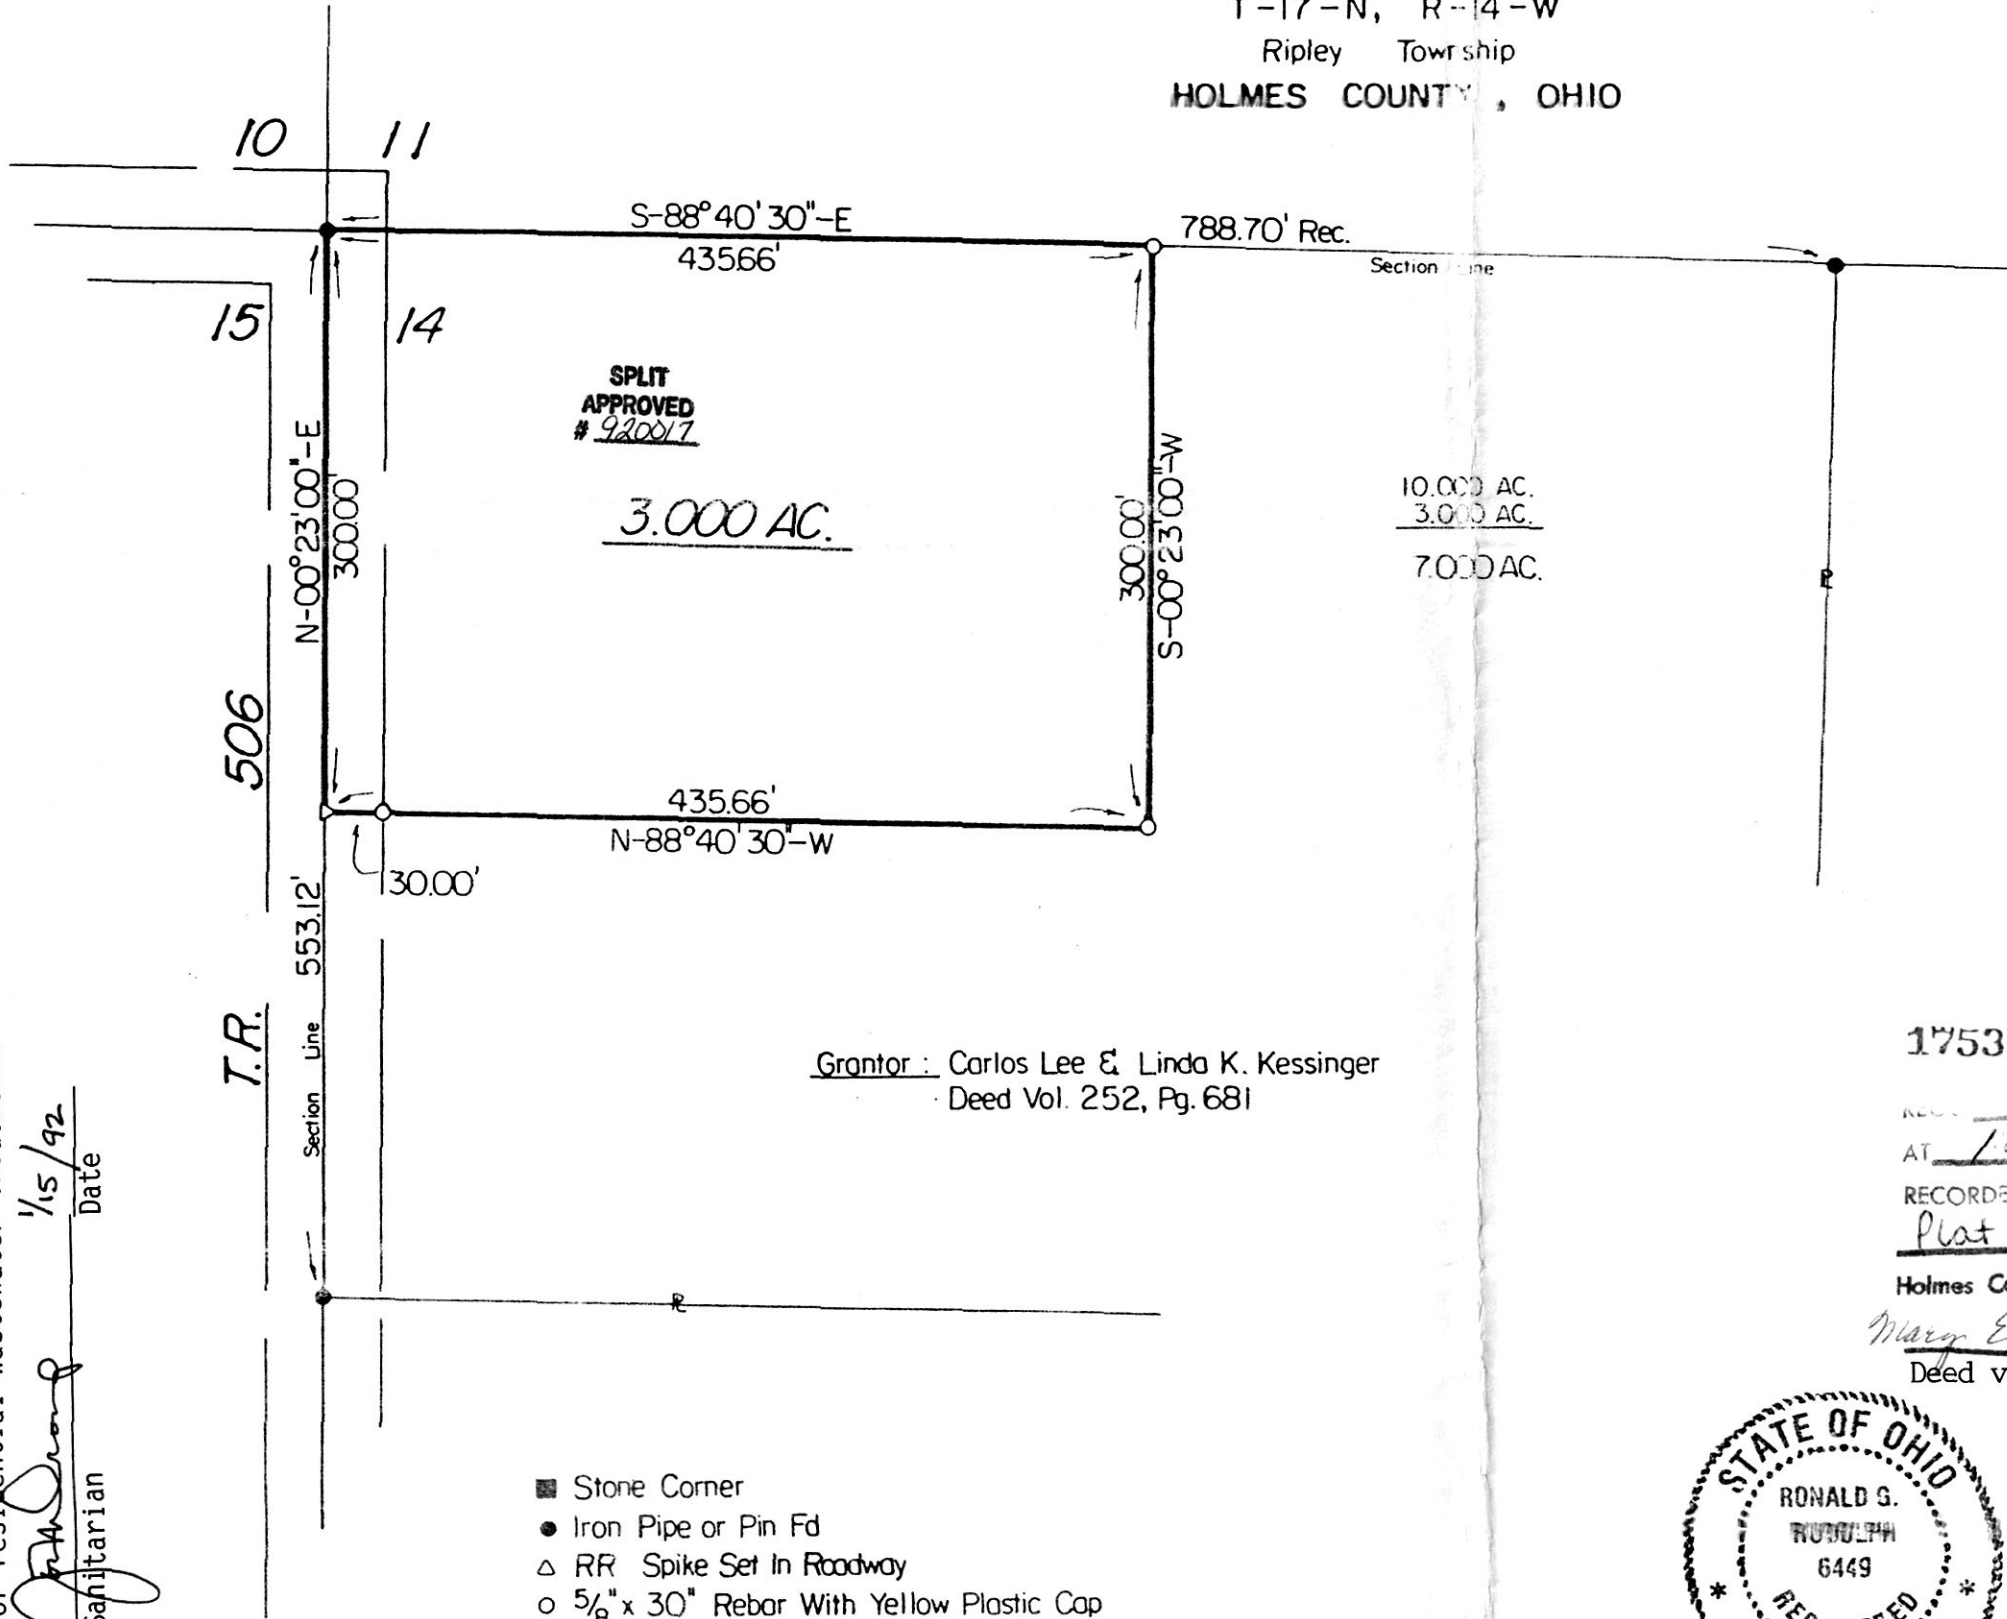 T-17-N, R-14-W
Ripley Township
HOLMES COUNTY, OHIO
10 11
S-88°40'30"-E
435.66'
788.70' Rec.
Section Line
15 14
SPLIT
APPROVED
# 920017
3.000 AC.
N-00°23'00"-E
300.00'
300.00'
S-00°23'00"-W
10.000 AC.
3.000 AC.
7.000 AC.
435.66'
N-88°40'30"-W
30.00'
553.12'
Section Line
T.R. 506
Grantor: Carlos Lee & Linda K. Kessinger
Deed Vol. 252, Pg. 681
1/15/92
Date
Sanitarian
1753
AT
RECORDE
Plat
Holmes Co
Mary E
Deed v
■ Stone Corner
● Iron Pipe or Pin Fd
△ RR Spike Set In Roadway
○ 5/8" x 30" Rebar With Yellow Plastic Cap
STATE OF OHIO
RONALD G.
RUDOLPH
6449